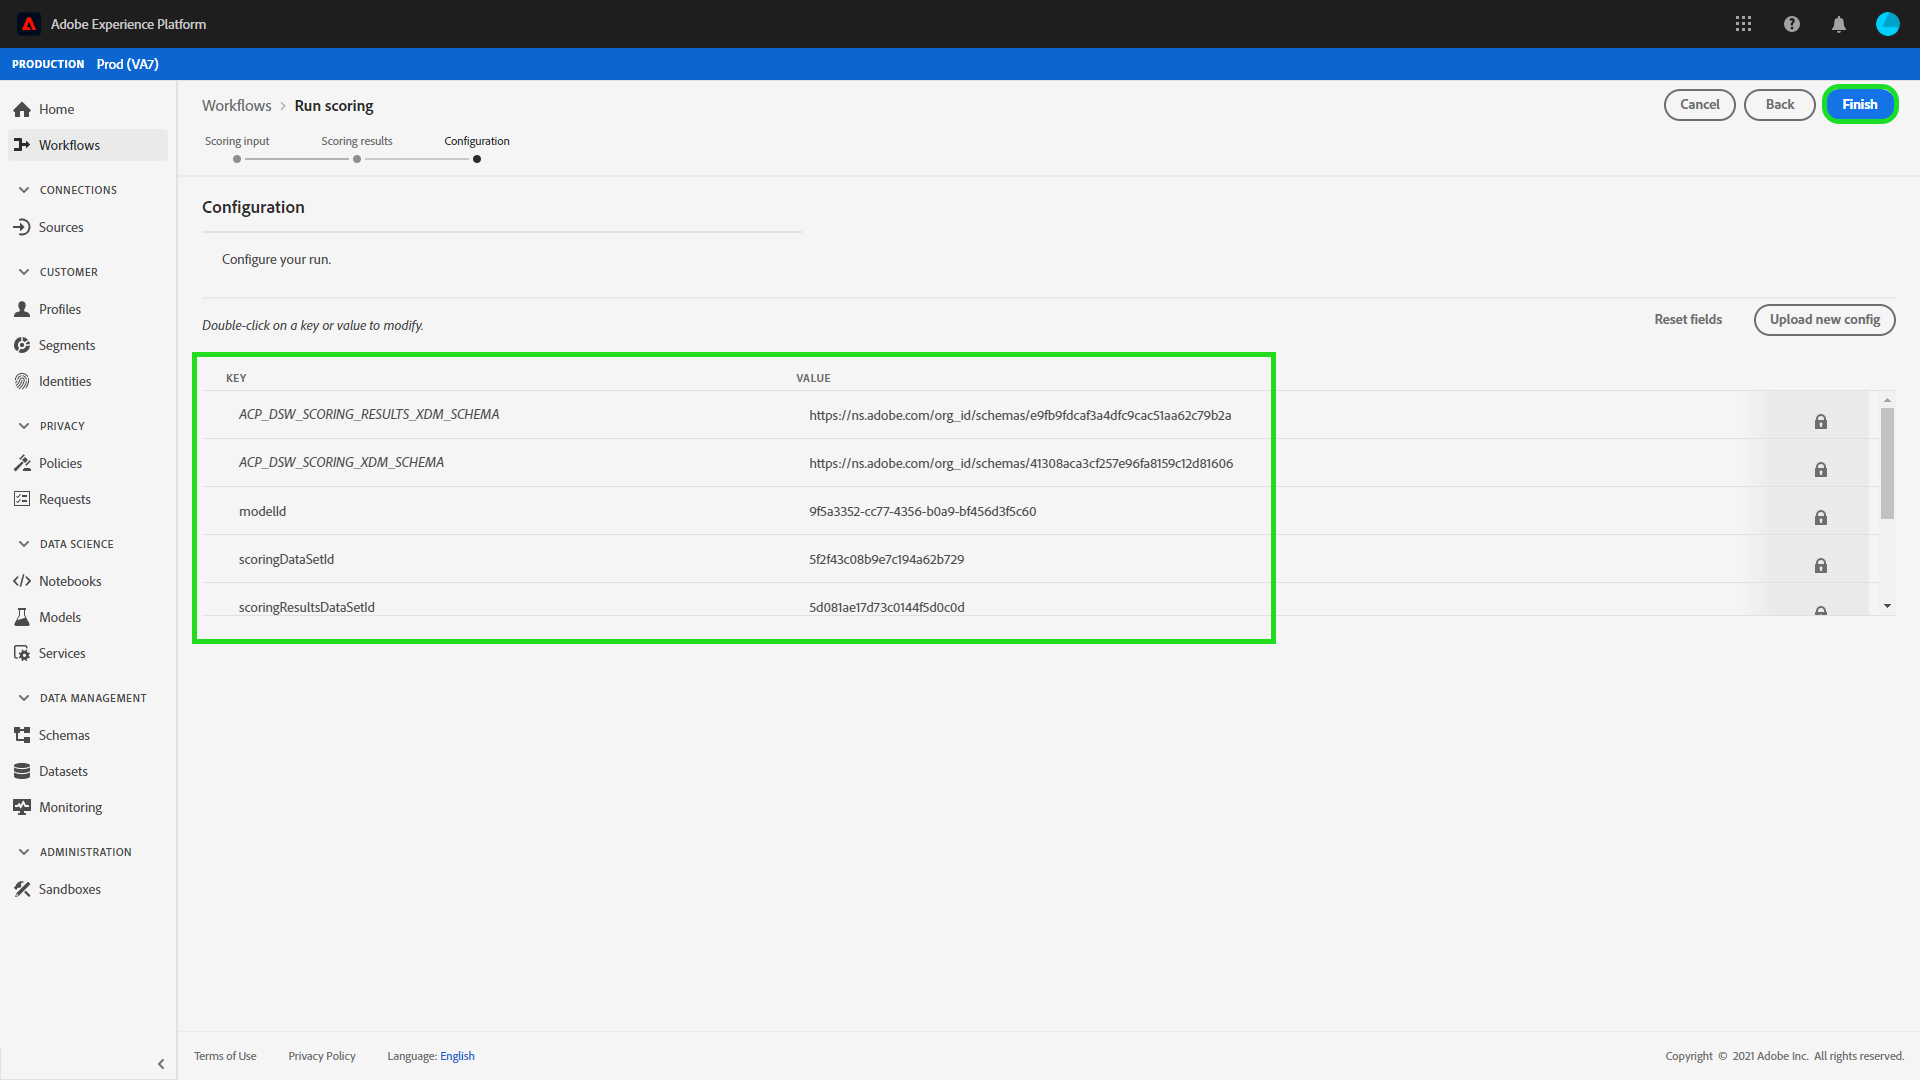 Adobe Experience Platform
PRODUCTION Prod (VA7)
Home
Workflows
CONNECTIONS
Sources
CUSTOMER
Profiles
Segments
Identities
PRIVACY
Policies
Requests
DATA SCIENCE
Notebooks
Models
Services
DATA MANAGEMENT
Schemas
Datasets
Monitoring
ADMINISTRATION
Sandboxes
Workflows › Run scoring
Cancel Back Finish
Scoring input Scoring results Configuration
Configuration
Configure your run.
Double-click on a key or value to modify.
Reset fields Upload new config
KEY VALUE
ACP_DSW_SCORING_RESULTS_XDM_SCHEMA https://ns.adobe.com/org_id/schemas/e9fb9fdcaf3a4dfc9cac51aa62c79b2a
ACP_DSW_SCORING_XDM_SCHEMA https://ns.adobe.com/org_id/schemas/41308aca3cf257e96fa8159c12d81606
modelId 9f5a3352-cc77-4356-b0a9-bf456d3f5c60
scoringDataSetId 5f2f43c08b9e7c194a62b729
scoringResultsDataSetId 5d081ae17d73c0144f5d0c0d
Terms of Use Privacy Policy Language: English
Copyright © 2021 Adobe Inc. All rights reserved.